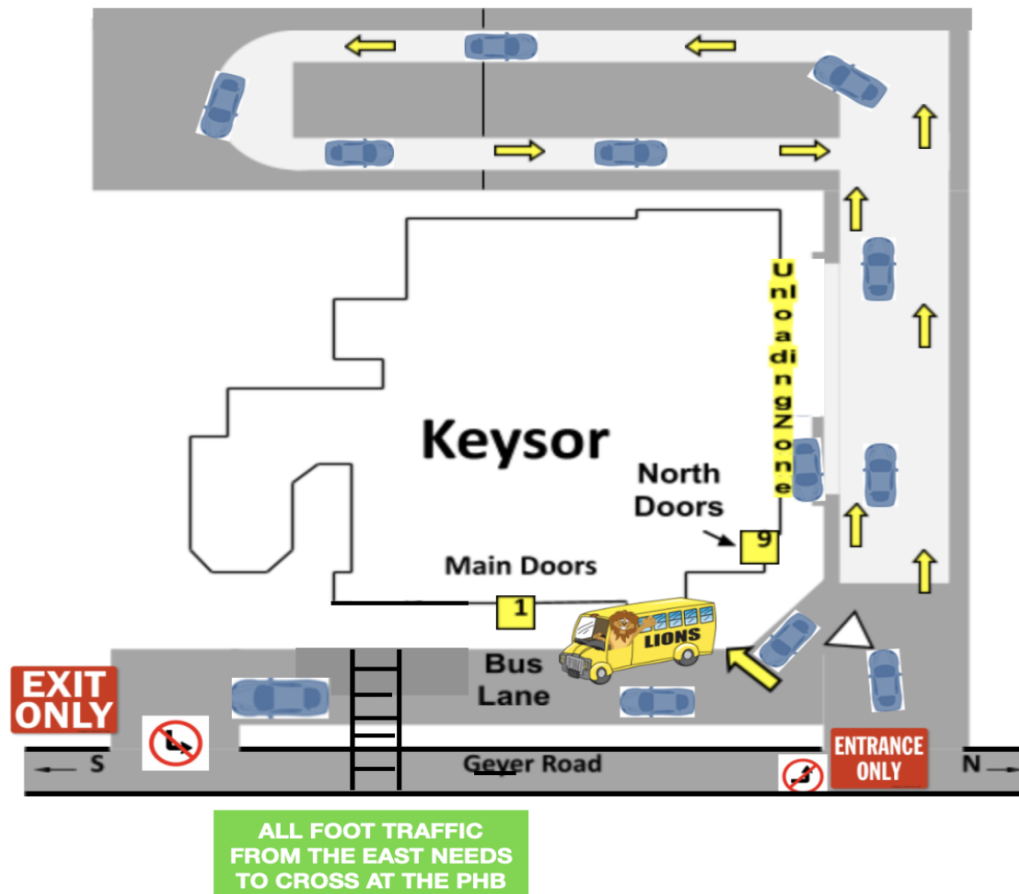 Unloading Zone
Keysor
North
Doors
9
Main Doors
1
LIONS
Bus
Lane
EXIT
ONLY
ENTRANCE
ONLY
S
Geyer Road
N
ALL FOOT TRAFFIC
FROM THE EAST NEEDS
TO CROSS AT THE PHB